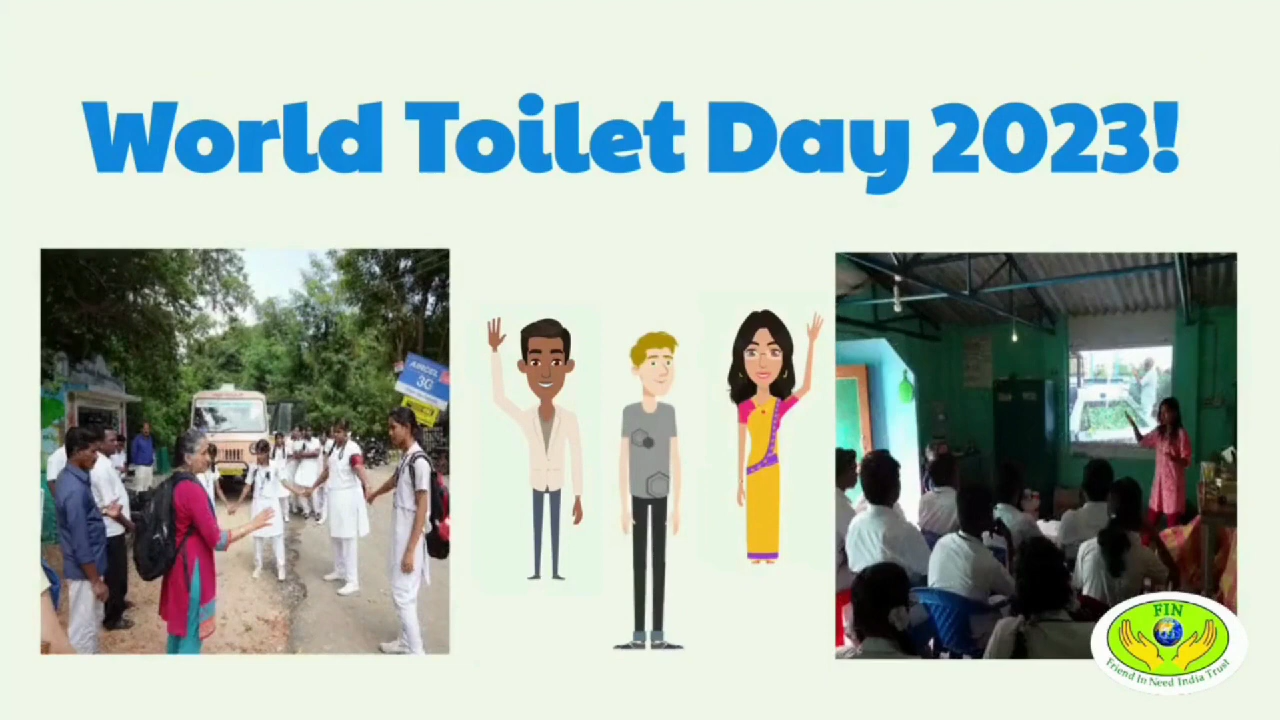 World Toilet Day 2023!
AIRCEL
3G
FIN
Friend In Need India Trust